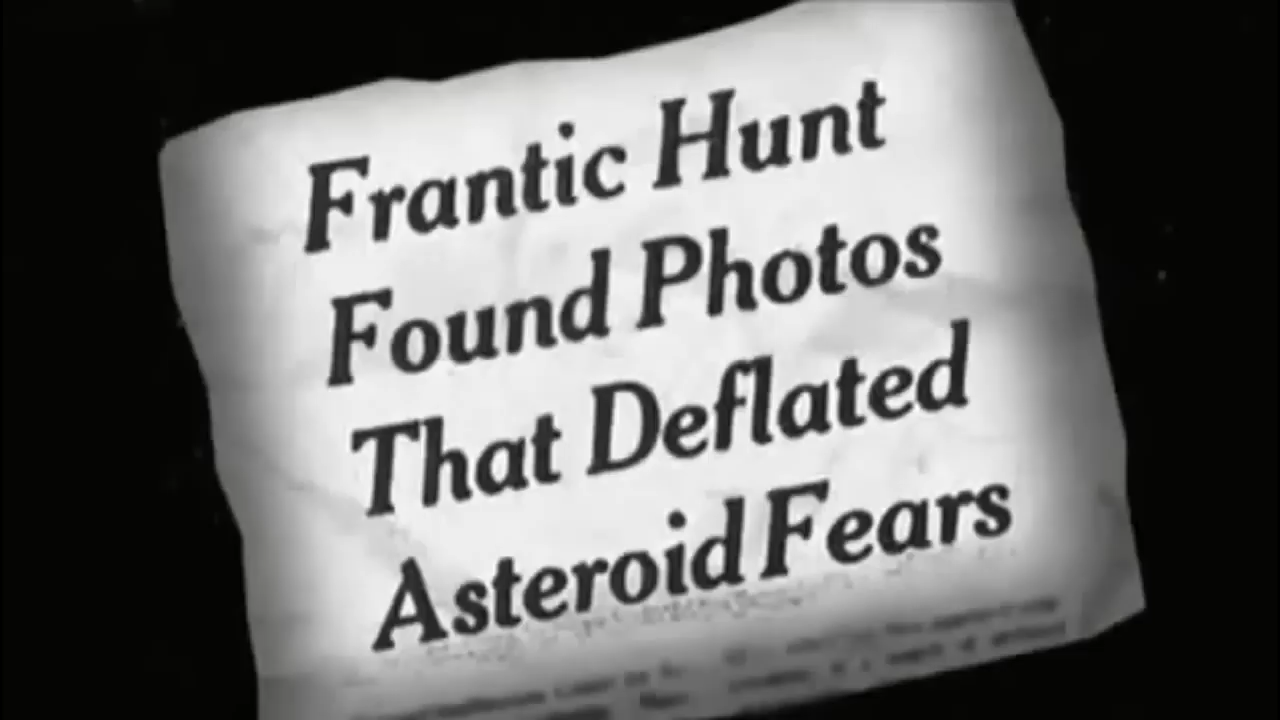 Frantic Hunt
Found Photos
That Deflated
Asteroid Fears